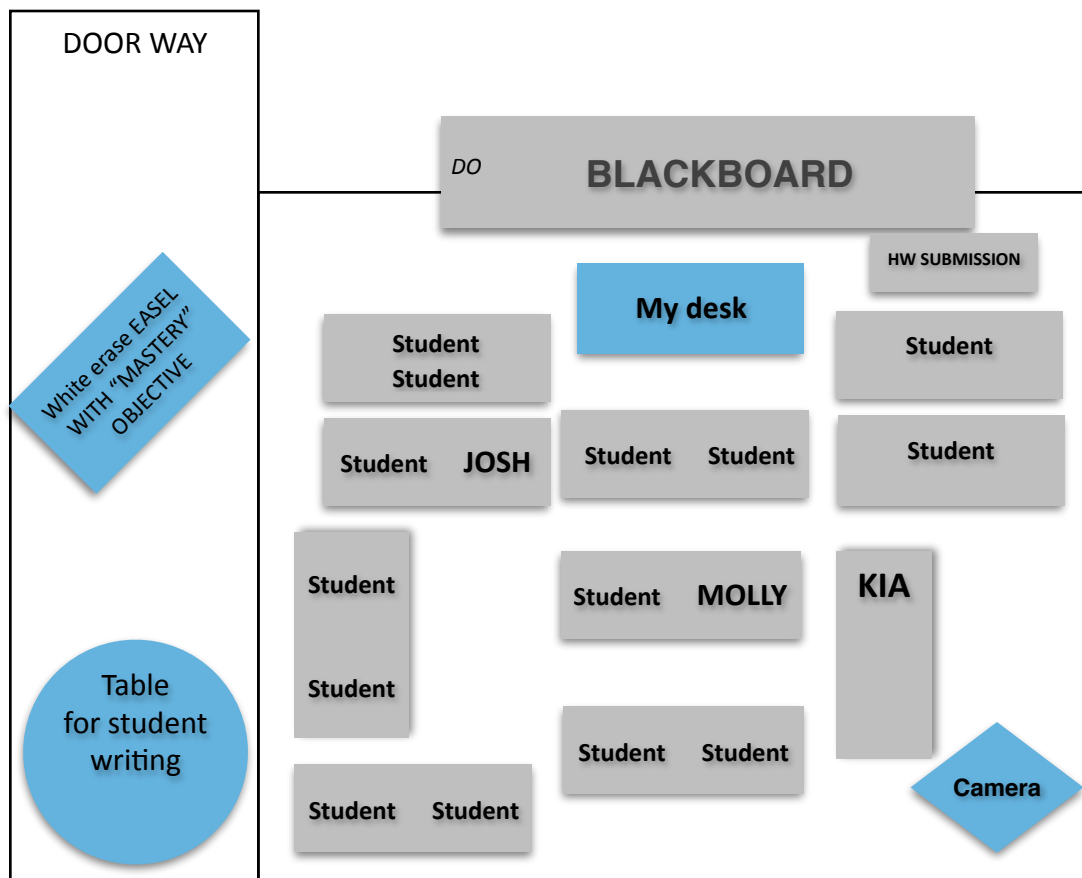 DOOR WAY
DO
BLACKBOARD
HW SUBMISSION
White erase EASEL
WITH “MASTERY”
OBJECTIVE
My desk
Student
Student
Student
Student JOSH
Student Student
Student
Student
Student
Student MOLLY
KIA
Table
for student
writing
Student Student
Student Student
Camera